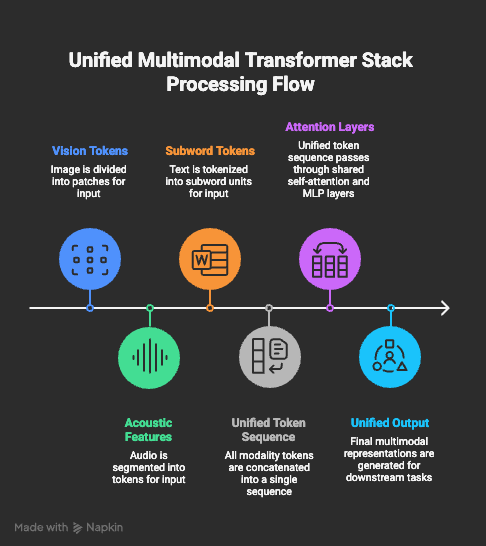 Unified Multimodal Transformer Stack
Processing Flow
Vision Tokens
Image is divided
into patches for
input
Subword Tokens
Text is tokenized
into subword units
for input
Attention Layers
Unified token
sequence passes
through shared
self-attention and
MLP layers
W
Acoustic
Features
Audio is
segmented into
tokens for input
Unified Token
Sequence
All modality tokens
are concatenated
into a single
sequence
Unified Output
Final multimodal
representations are
generated for
downstream tasks
Made with Napkin